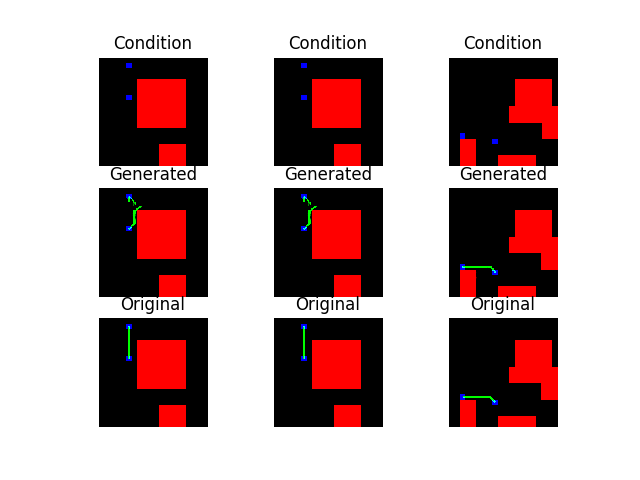 Condition Condition Condition
Generated Generated Generated
Original Original Original